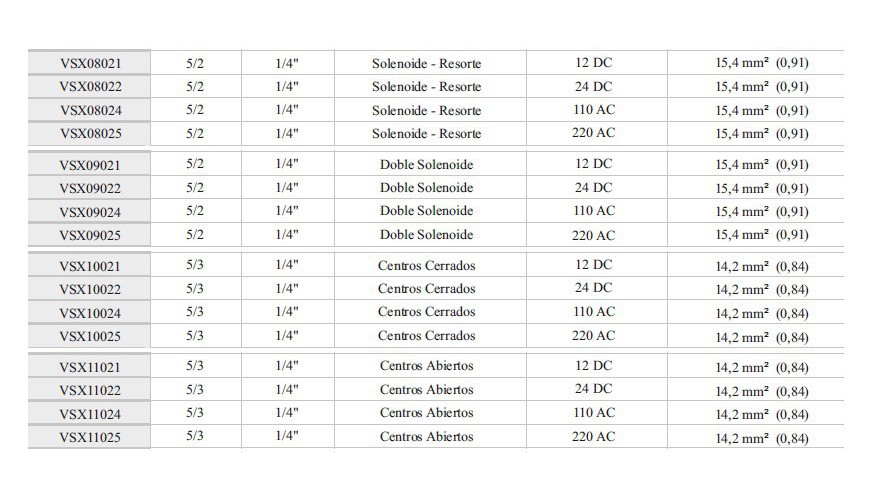 VSX08021 5/2 1/4" Solenoide - Resorte 12 DC 15,4 mm² (0,91)
VSX08022 5/2 1/4" Solenoide - Resorte 24 DC 15,4 mm² (0,91)
VSX08024 5/2 1/4" Solenoide - Resorte 110 AC 15,4 mm² (0,91)
VSX08025 5/2 1/4" Solenoide - Resorte 220 AC 15,4 mm² (0,91)
VSX09021 5/2 1/4" Doble Solenoide 12 DC 15,4 mm² (0,91)
VSX09022 5/2 1/4" Doble Solenoide 24 DC 15,4 mm² (0,91)
VSX09024 5/2 1/4" Doble Solenoide 110 AC 15,4 mm² (0,91)
VSX09025 5/2 1/4" Doble Solenoide 220 AC 15,4 mm² (0,91)
VSX10021 5/3 1/4" Centros Cerrados 12 DC 14,2 mm² (0,84)
VSX10022 5/3 1/4" Centros Cerrados 24 DC 14,2 mm² (0,84)
VSX10024 5/3 1/4" Centros Cerrados 110 AC 14,2 mm² (0,84)
VSX10025 5/3 1/4" Centros Cerrados 220 AC 14,2 mm² (0,84)
VSX11021 5/3 1/4" Centros Abiertos 12 DC 14,2 mm² (0,84)
VSX11022 5/3 1/4" Centros Abiertos 24 DC 14,2 mm² (0,84)
VSX11024 5/3 1/4" Centros Abiertos 110 AC 14,2 mm² (0,84)
VSX11025 5/3 1/4" Centros Abiertos 220 AC 14,2 mm² (0,84)